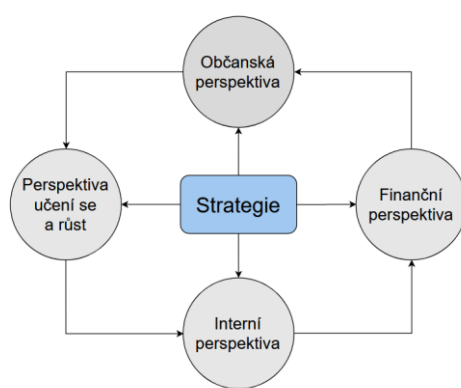 Občanská
perspektiva
Perspektiva
učení se
a růst
Strategie
Finanční
perspektiva
Interní
perspektiva